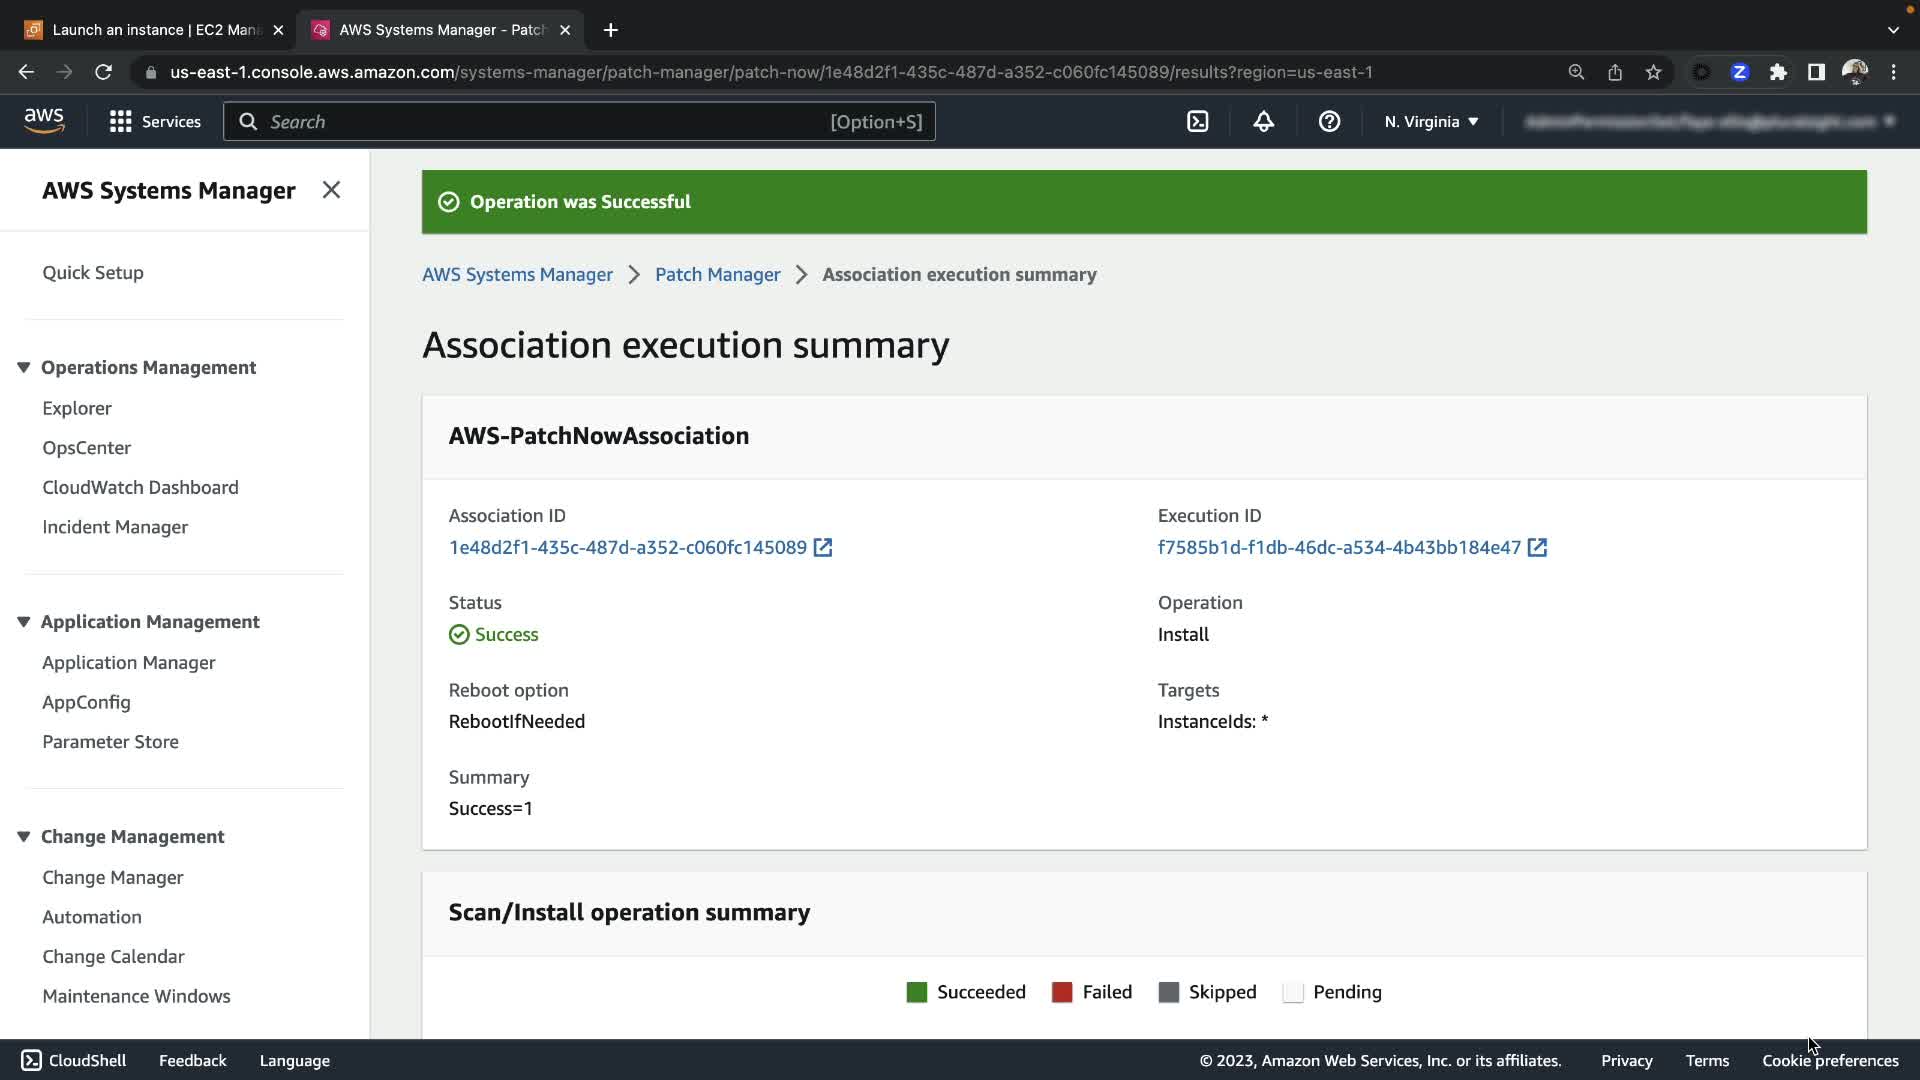 Launch an instance | EC2 Mana
AWS Systems Manager - Patch
us-east-1.console.aws.amazon.com/systems-manager/patch-manager/patch-now/1e48d2f1-435c-487d-a352-c060fc145089/results?region=us-east-1
Z
aws
Services
Search
[Option+S]
N. Virginia
AWS Systems Manager
Quick Setup
Operations Management
Explorer
OpsCenter
CloudWatch Dashboard
Incident Manager
Application Management
Application Manager
AppConfig
Parameter Store
Change Management
Change Manager
Automation
Change Calendar
Maintenance Windows
Operation was Successful
AWS Systems Manager > Patch Manager > Association execution summary
Association execution summary
AWS-PatchNowAssociation
Association ID
1e48d2f1-435c-487d-a352-c060fc145089
Execution ID
f7585b1d-f1db-46dc-a534-4b43bb184e47
Status
Success
Operation
Install
Reboot option
RebootIfNeeded
Targets
InstanceIds: *
Summary
Success=1
Scan/Install operation summary
Succeeded
Failed
Skipped
Pending
CloudShell
Feedback
Language
© 2023, Amazon Web Services, Inc. or its affiliates.
Privacy
Terms
Cookie preferences